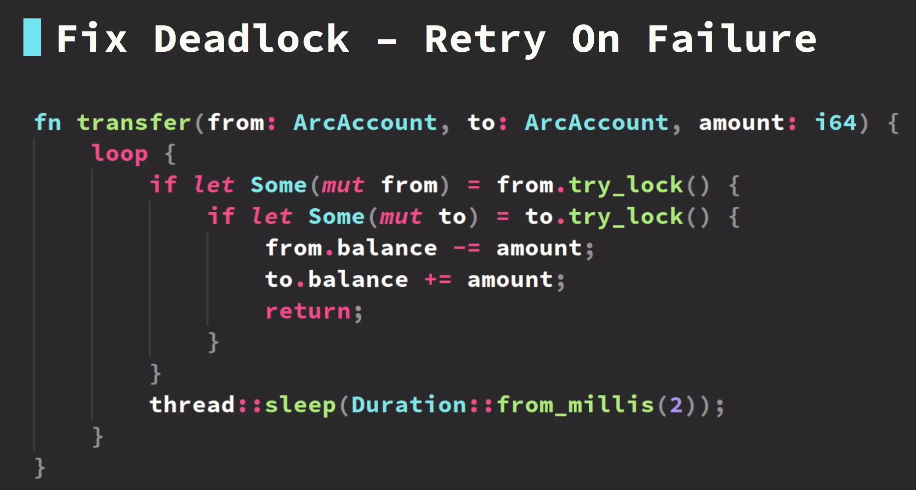 Fix Deadlock – Retry On Failure
fn transfer(from: ArcAccount, to: ArcAccount, amount: i64) {
    loop {
        if let Some(mut from) = from.try_lock() {
            if let Some(mut to) = to.try_lock() {
                from.balance -= amount;
                to.balance += amount;
                return;
            }
        }
        thread::sleep(Duration::from_millis(2));
    }
}